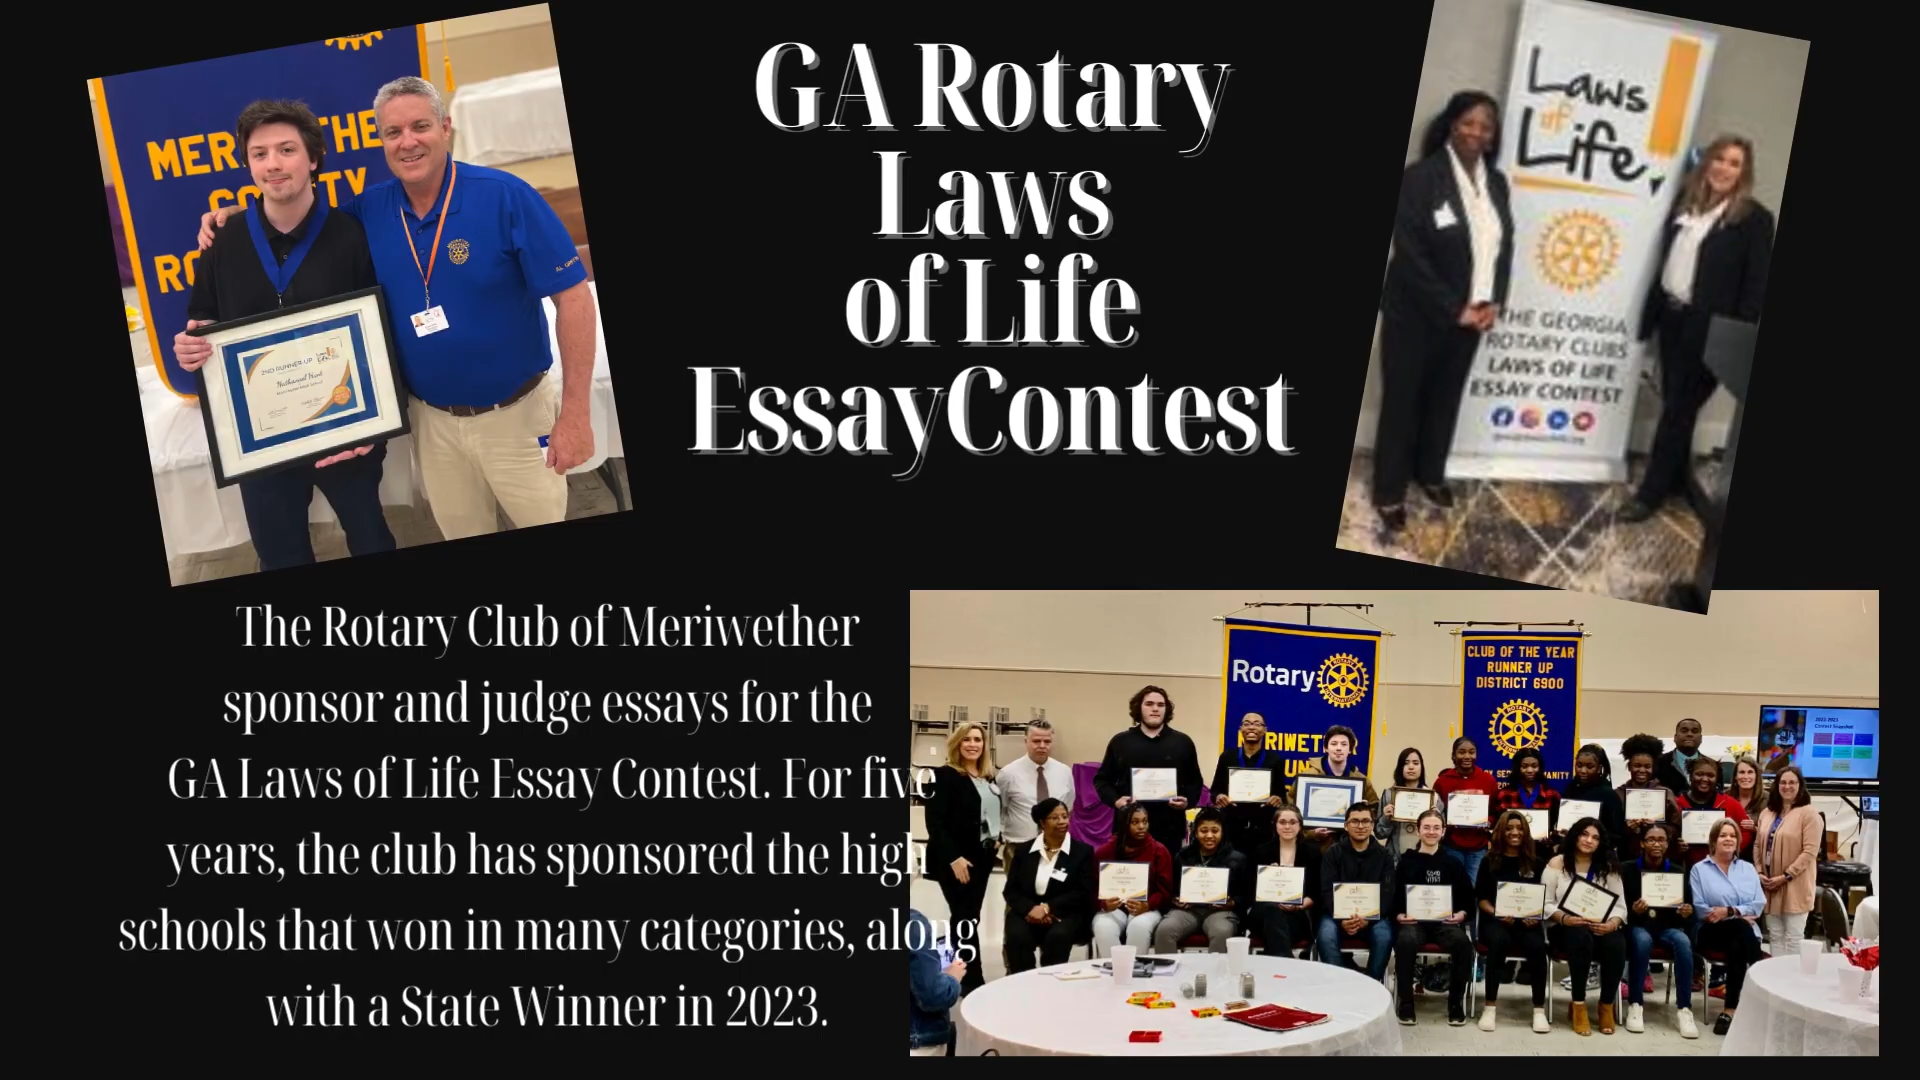 GA Rotary
Laws
of Life
EssayContest
The Rotary Club of Meriwether
sponsor and judge essays for the
GA Laws of Life Essay Contest. For five
years, the club has sponsored the high
schools that won in many categories, along
with a State Winner in 2023.
2ND RUNNER-UP
Laws
of
Life
THE GEORGIA
ROTARY CLUBS
LAWS OF LIFE
ESSAY CONTEST
Rotary
CLUB OF THE YEAR
RUNNER UP
DISTRICT 6900